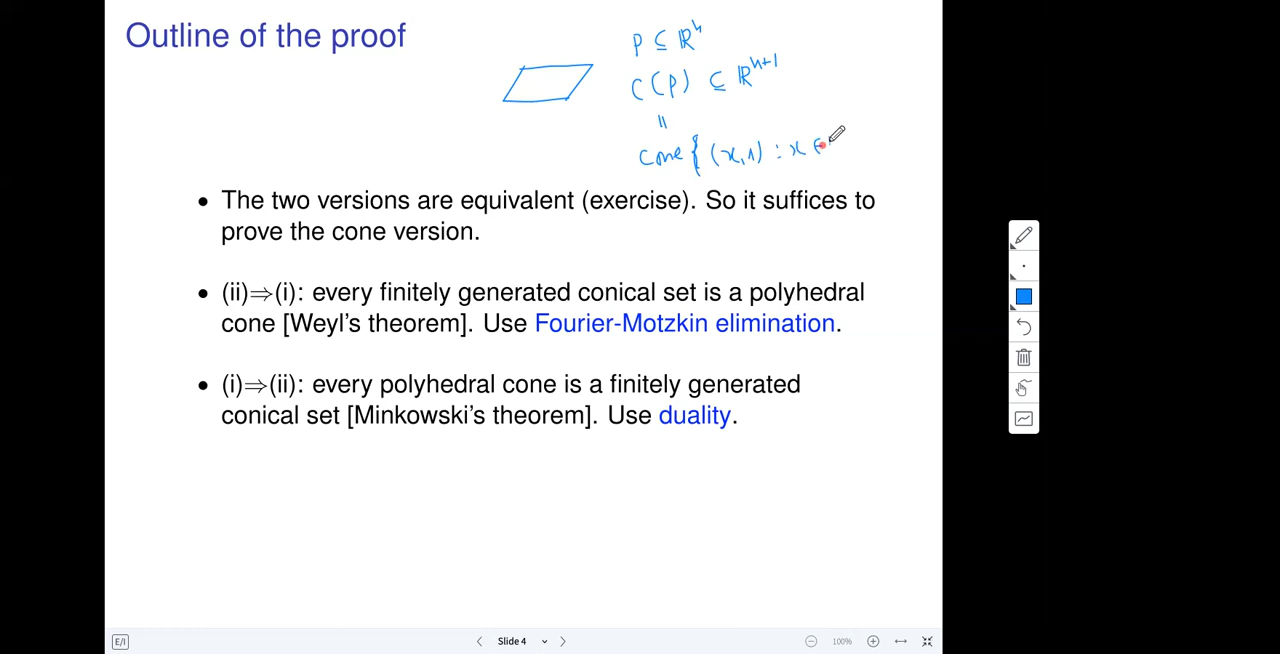 Outline of the proof
P ⊆ ℝⁿ
C(P) ⊆ ℝⁿ⁺¹
=
cone { (x,1) : x ∈
• The two versions are equivalent (exercise). So it suffices to
prove the cone version.
• (ii)⇒(i): every finitely generated conical set is a polyhedral
cone [Weyl's theorem]. Use Fourier-Motzkin elimination.
• (i)⇒(ii): every polyhedral cone is a finitely generated
conical set [Minkowski's theorem]. Use duality.
E/I
Slide 4
100%